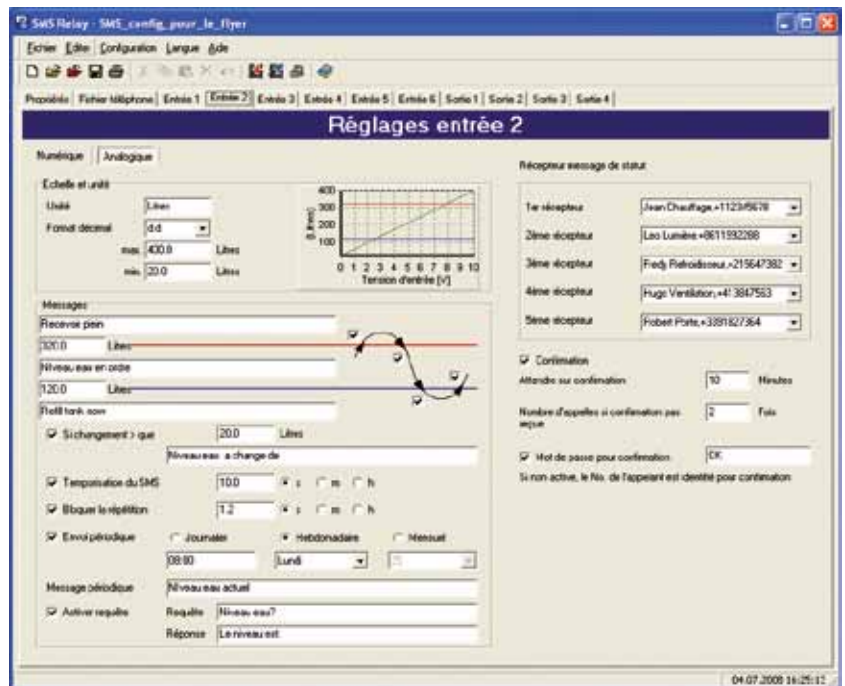 SMS Relay - SMS_config_pour_le_flyer
Fichier Edite Configuration Langue Aide
Propriétés Fichier téléphone Entrée 1 Entrée 2 Entrée 3 Entrée 4 Entrée 5 Entrée 6 Sortie 1 Sortie 2 Sortie 3 Sortie 4
Réglages entrée 2
Numérique Analogique
Echelle et unité
Unité Litres
Format décimal d.d
max. 400.0 Litres
min. 20.0 Litres
(Litres)
400
300
200
100
0 1 2 3 4 5 6 7 8 9 10
Tension d'entrée [V]
Messages
Reservoir plein
320.0 Litres
Niveau eau en ordre
120.0 Litres
Refill tank now
Si changement > que 20.0 Litres
Niveau eau a change de
Temporisation du SMS 10.0 s m h
Bloquer la répétition 1.2 s m h
Envoi périodique Journalier Hebdomadaire Mensuel
08:00 Lundi
Message périodique Niveau eau actuel
Activer requête Requête Niveau eau?
Réponse Le niveau est
Récepteur message de statut
1er récepteur Jean Chauffage,
2ème récepteur Leo Lumière,+8611992288
3ème récepteur Fredy Refroidisseur,+219647382
4ème récepteur Hugo Ventilation,+413847563
5ème récepteur Robert Porte,+3391827364
Confirmation
Attendre sur confirmation 10 Minutes
Nombre d'appelles si confirmation pas reçue 2 Fois
Mot de passe pour confirmation OK
Si non active, le No. de l'appelant est identité pour confirmation
04.07.2008 16:25:12